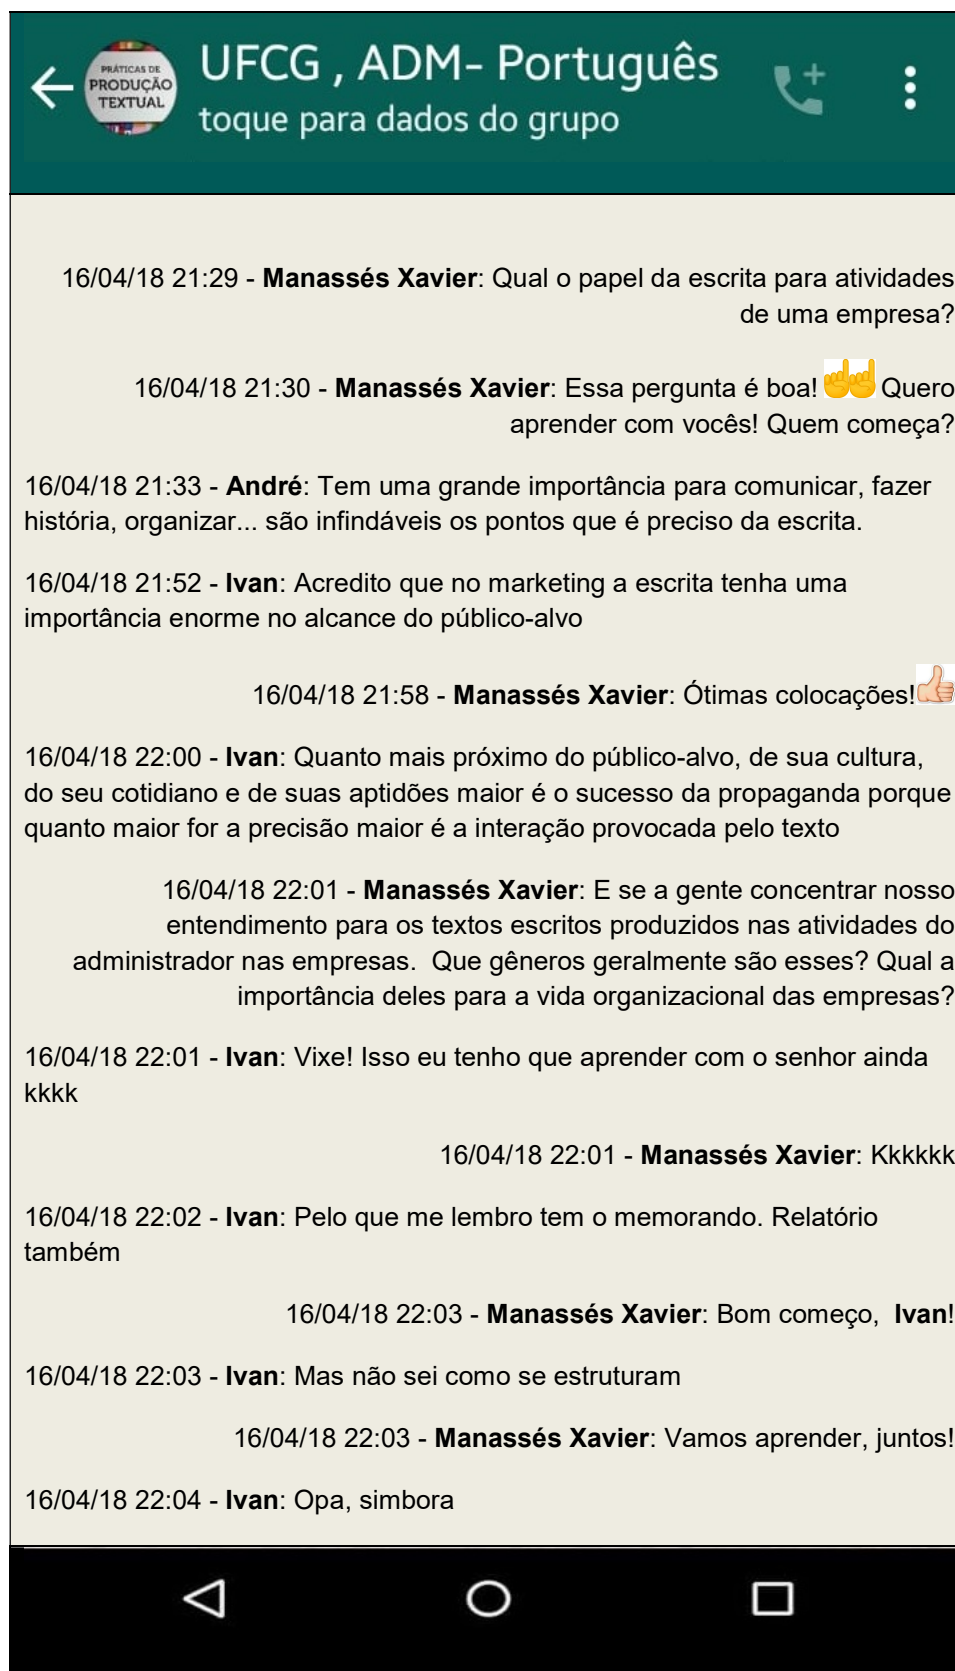 PRÁTICAS DE
PRODUÇÃO
TEXTUAL
UFCG , ADM- Português
toque para dados do grupo
16/04/18 21:29 - Manassés Xavier: Qual o papel da escrita para atividades
de uma empresa?
16/04/18 21:30 - Manassés Xavier: Essa pergunta é boa! ☝☝ Quero
aprender com vocês! Quem começa?
16/04/18 21:33 - André: Tem uma grande importância para comunicar, fazer
história, organizar... são infindáveis os pontos que é preciso da escrita.
16/04/18 21:52 - Ivan: Acredito que no marketing a escrita tenha uma
importância enorme no alcance do público-alvo
16/04/18 21:58 - Manassés Xavier: Ótimas colocações!👍
16/04/18 22:00 - Ivan: Quanto mais próximo do público-alvo, de sua cultura,
do seu cotidiano e de suas aptidões maior é o sucesso da propaganda porque
quanto maior for a precisão maior é a interação provocada pelo texto
16/04/18 22:01 - Manassés Xavier: E se a gente concentrar nosso
entendimento para os textos escritos produzidos nas atividades do
administrador nas empresas.  Que gêneros geralmente são esses? Qual a
importância deles para a vida organizacional das empresas?
16/04/18 22:01 - Ivan: Vixe! Isso eu tenho que aprender com o senhor ainda
kkkk
16/04/18 22:01 - Manassés Xavier: Kkkkkk
16/04/18 22:02 - Ivan: Pelo que me lembro tem o memorando. Relatório
também
16/04/18 22:03 - Manassés Xavier: Bom começo,  Ivan!
16/04/18 22:03 - Ivan: Mas não sei como se estruturam
16/04/18 22:03 - Manassés Xavier: Vamos aprender, juntos!
16/04/18 22:04 - Ivan: Opa, simbora